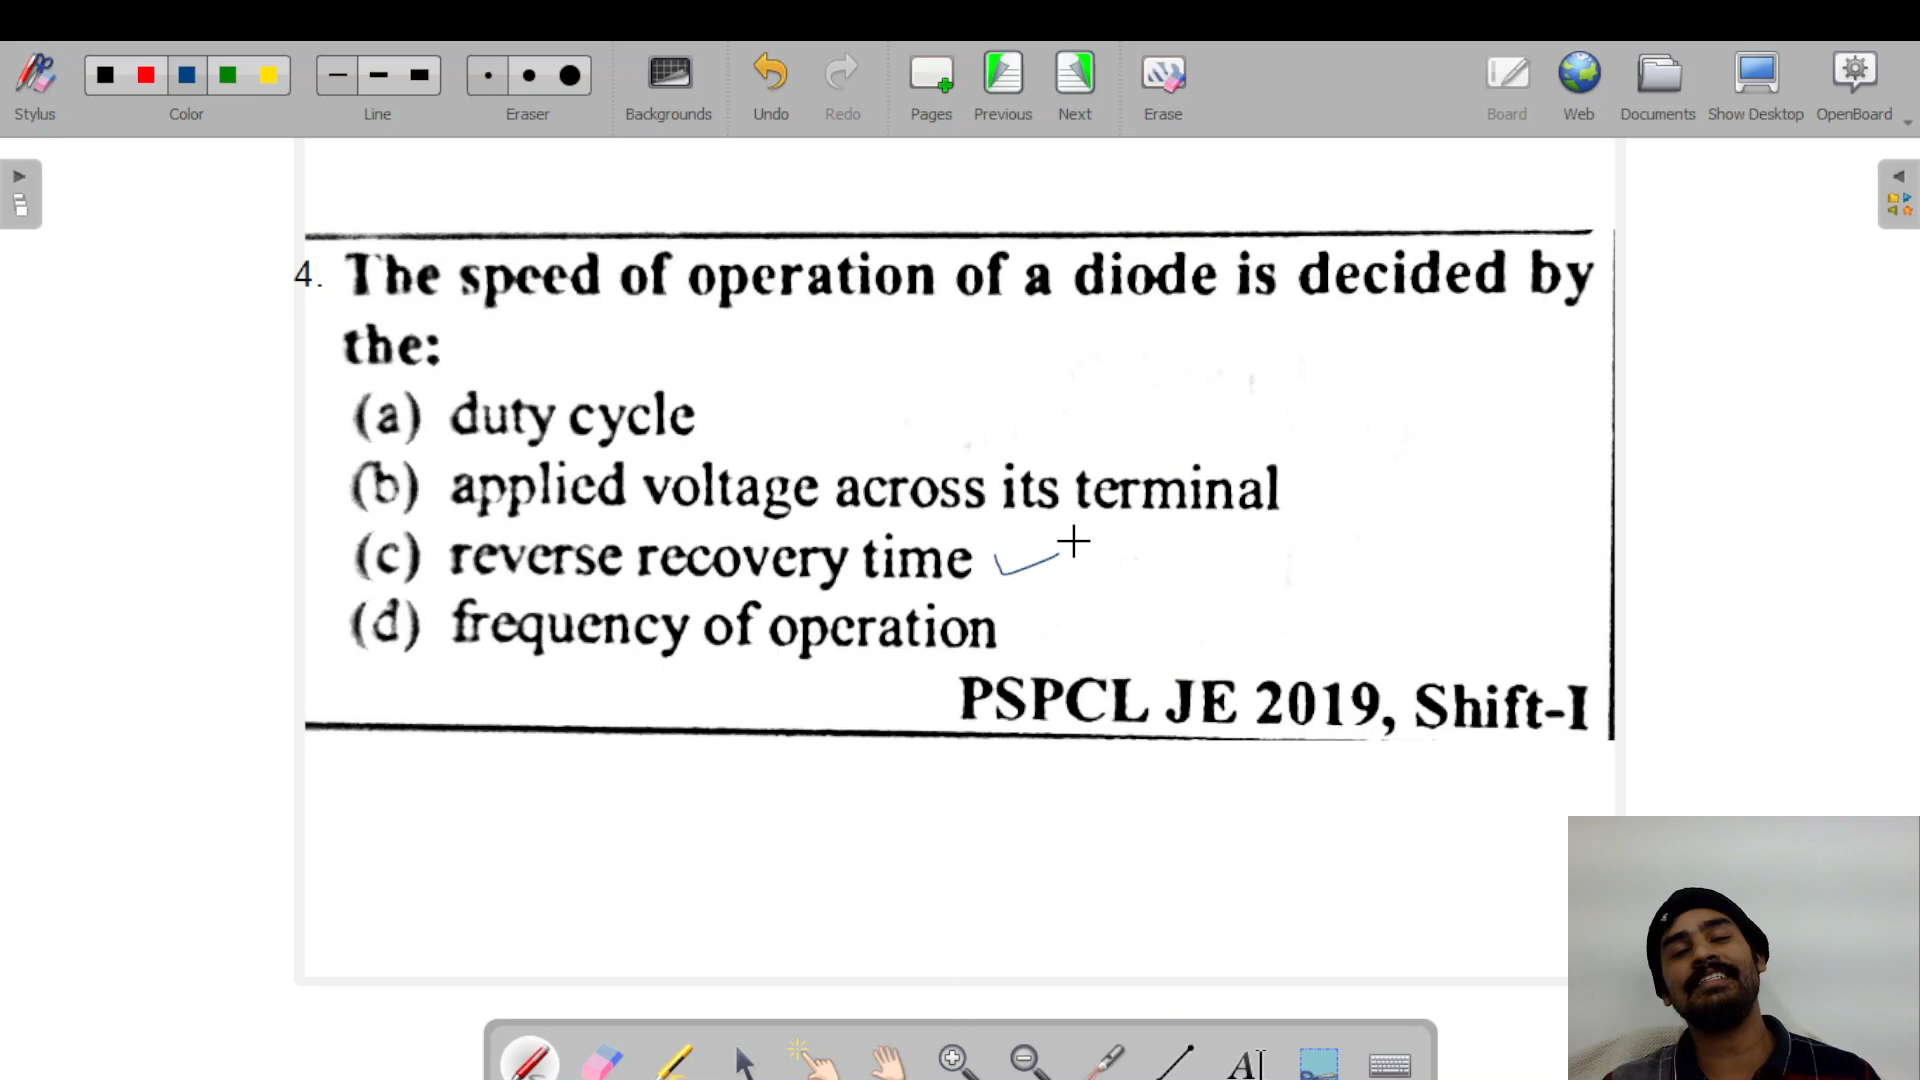 Stylus
Color
Line
Eraser
Backgrounds
Undo
Redo
Pages
Previous
Next
Erase
Board
Web
Documents
Show Desktop
OpenBoard
4. The speed of operation of a diode is decided by
the:
(a) duty cycle
(b) applied voltage across its terminal
(c) reverse recovery time
(d) frequency of operation
PSPCL JE 2019, Shift-I